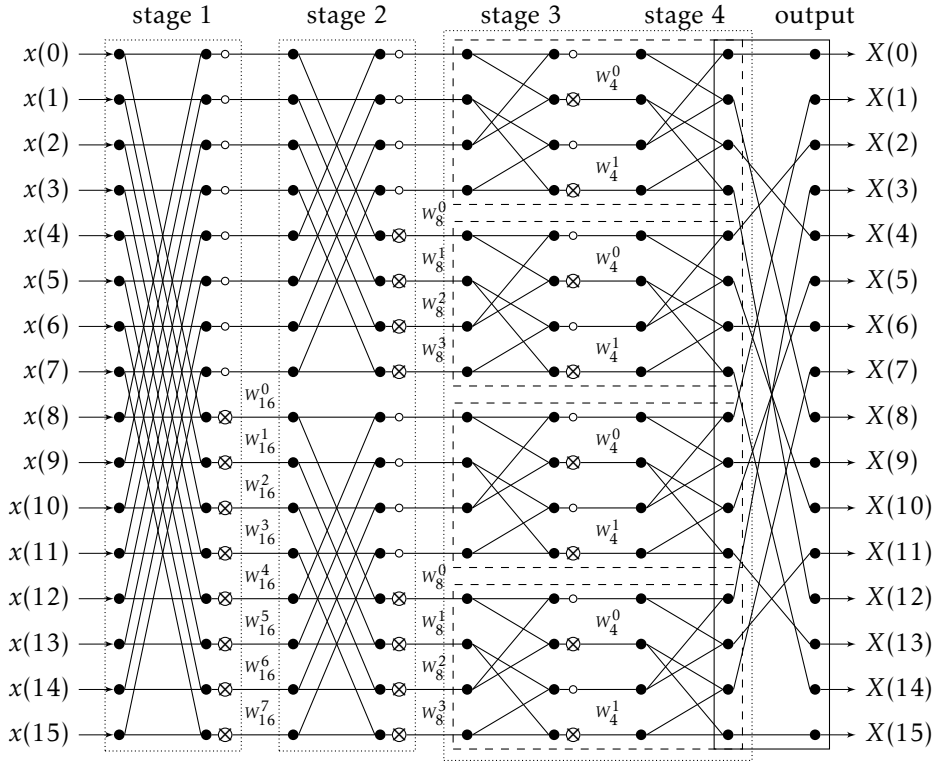 stage 1 stage 2 stage 3 stage 4 output
x(0) W_4^0 X(0)
x(1) X(1)
x(2) W_4^1 X(2)
x(3) X(3)
W_8^0
x(4) W_4^0 X(4)
W_8^1
x(5) X(5)
W_8^2
x(6) W_4^1 X(6)
W_8^3
x(7) X(7)
W_16^0
x(8) W_4^0 X(8)
W_16^1
x(9) X(9)
W_16^2
x(10) W_4^1 X(10)
W_16^3
x(11) X(11)
W_16^4 W_8^0
x(12) W_4^0 X(12)
W_16^5 W_8^1
x(13) X(13)
W_16^6 W_8^2
x(14) W_4^1 X(14)
W_16^7 W_8^3
x(15) X(15)